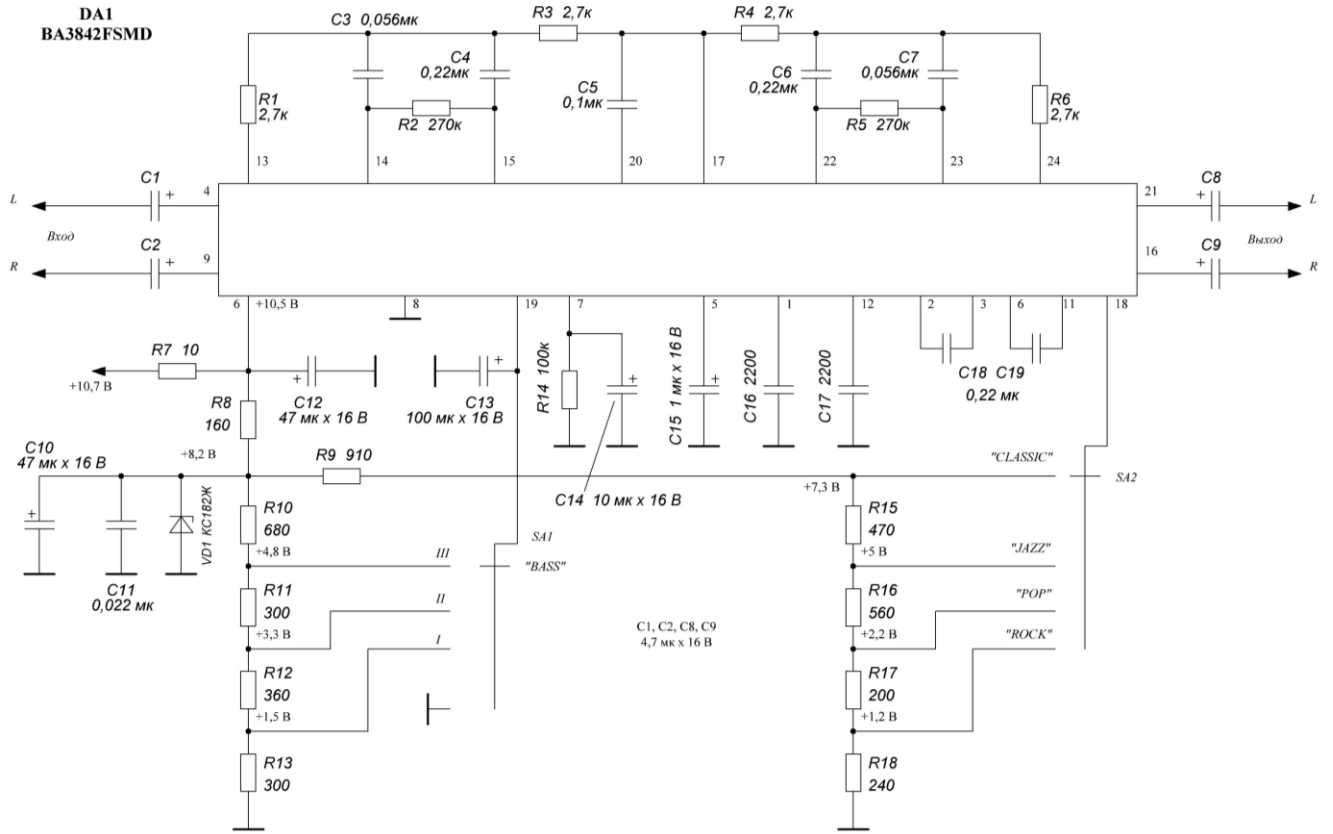 DA1
BA3842FSMD
C3 0,056мк
R3 2,7к
R4 2,7к
C4
0,22мк
C5
0,1мк
C6
0,22мк
C7
0,056мк
R1
2,7к
R2 270к
R5 270к
R6
2,7к
13
14
15
20
17
22
23
24
C1
+
4
21
+
C8
L
L
Вход
Выход
C2
+
9
16
+
C9
R
R
6
+10,5 В
8
19
7
5
1
12
2
3
6
11
18
R7 10
+10,7 В
+
C12
47 мк x 16 В
+
C13
100 мк x 16 В
R14 100к
+
C14 10 мк x 16 В
C15 1 мк x 16 В
+
C16 2200
C17 2200
C18 C19
0,22 мк
R8
160
C10
47 мк x 16 В
+8,2 В
R9 910
+7,3 В
"CLASSIC"
SA2
+
C11
0,022 мк
VD1 КС182Ж
R10
680
+4,8 В
III
SA1
"BASS"
R15
470
+5 В
"JAZZ"
R11
300
II
+3,3 В
I
R16
560
"POP"
+2,2 В
"ROCK"
C1, C2, C8, C9
4,7 мк x 16 В
R12
360
+1,5 В
R17
200
+1,2 В
R13
300
R18
240